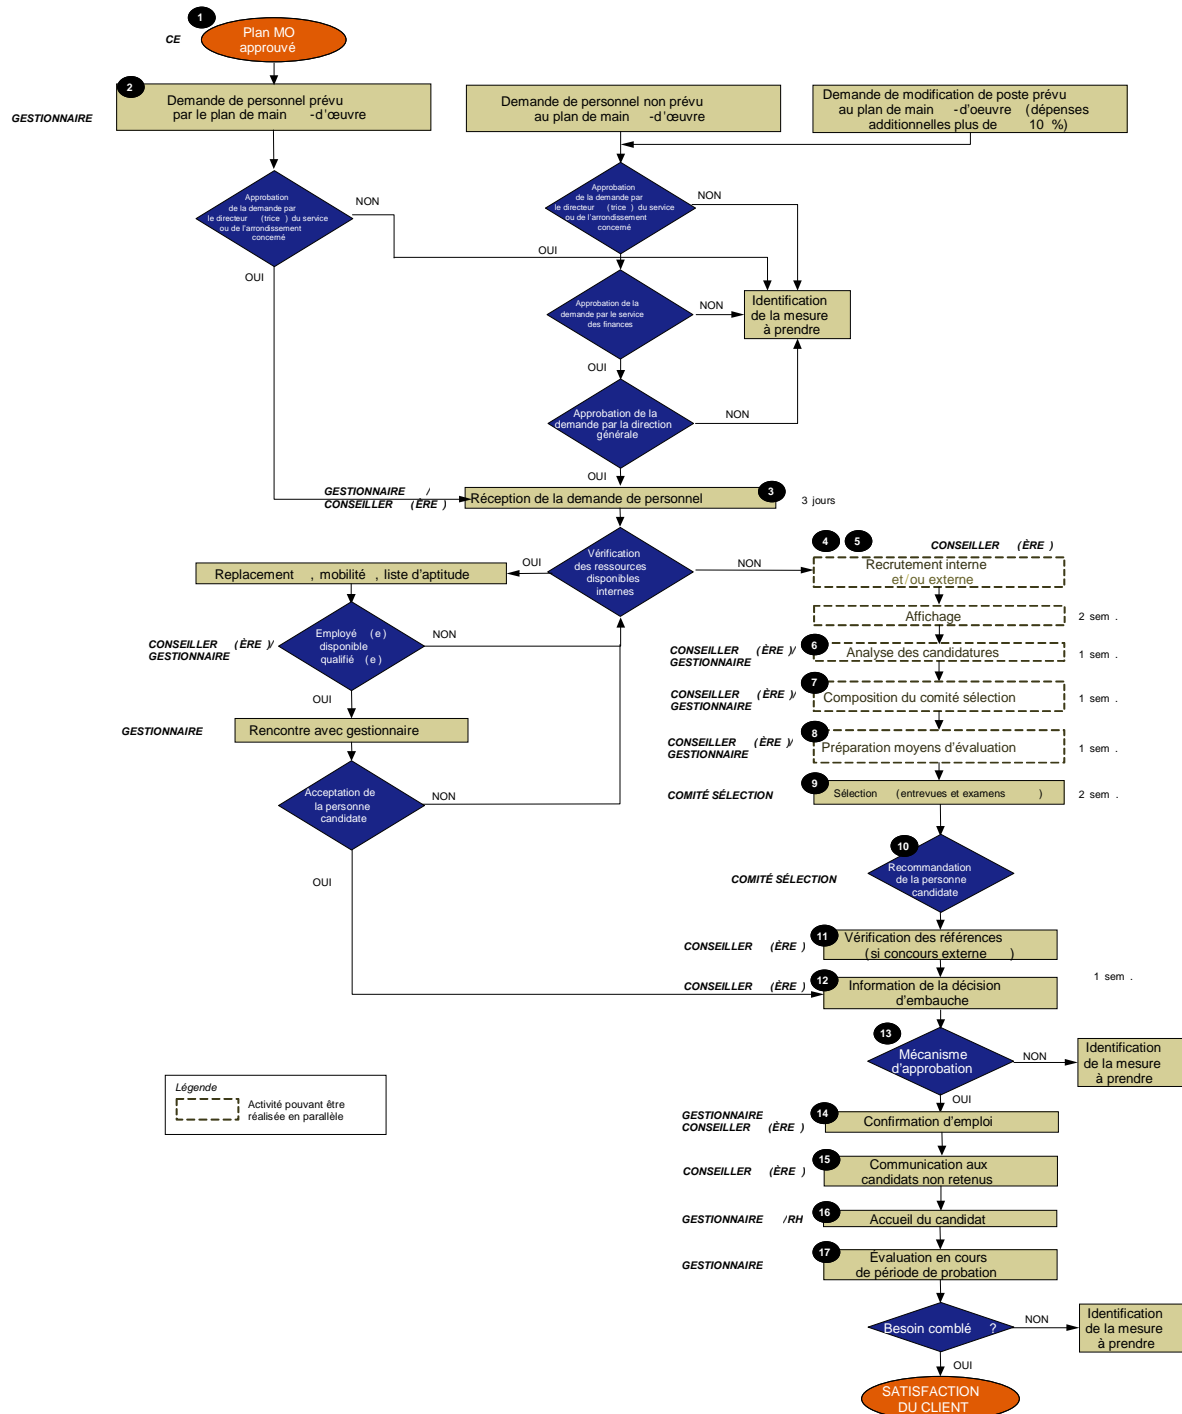 1
CE
Plan MO
approuvé
2
GESTIONNAIRE
Demande de personnel prévu
par le plan de main -d'œuvre
Demande de personnel non prévu
au plan de main -d'œuvre
Demande de modification de poste prévu
au plan de main -d'oeuvre (dépenses
additionnelles plus de 10 %)
Approbation
de la demande par
le directeur (trice ) du service
ou de l'arrondissement
concerné
NON
OUI
Approbation
de la demande par
le directeur (trice ) du service
ou de l'arrondissement
concerné
NON
OUI
Approbation de la
demande par le service
des finances
NON
Identification
de la mesure
à prendre
OUI
Approbation de la
demande par la direction
générale
NON
OUI
GESTIONNAIRE /
CONSEILLER (ÈRE )
Réception de la demande de personnel
3
3 jours
Vérification
des ressources
disponibles
internes
OUI
NON
Replacement , mobilité , liste d'aptitude
4
5
CONSEILLER (ÈRE )
Recrutement interne
et/ou externe
Affichage
2 sem .
CONSEILLER (ÈRE )/
GESTIONNAIRE
Employé (e)
disponible
qualifié (e)
NON
OUI
CONSEILLER (ÈRE )/
GESTIONNAIRE
6
Analyse des candidatures
1 sem .
CONSEILLER (ÈRE )/
GESTIONNAIRE
7
Composition du comité sélection
1 sem .
GESTIONNAIRE
Rencontre avec gestionnaire
CONSEILLER (ÈRE )/
GESTIONNAIRE
8
Préparation moyens d'évaluation
1 sem .
Acceptation de
la personne
candidate
NON
OUI
COMITÉ SÉLECTION
9
Sélection (entrevues et examens )
2 sem .
10
COMITÉ SÉLECTION
Recommandation
de la personne
candidate
CONSEILLER (ÈRE )
11
Vérification des références
(si concours externe )
CONSEILLER (ÈRE )
12
Information de la décision
d'embauche
1 sem .
13
Mécanisme
d'approbation
NON
Identification
de la mesure
à prendre
OUI
Légende
Activité pouvant être
réalisée en parallèle
GESTIONNAIRE
CONSEILLER (ÈRE )
14
Confirmation d'emploi
CONSEILLER (ÈRE )
15
Communication aux
candidats non retenus
GESTIONNAIRE /RH
16
Accueil du candidat
GESTIONNAIRE
17
Évaluation en cours
de période de probation
Besoin comblé ?
NON
Identification
de la mesure
à prendre
OUI
SATISFACTION
DU CLIENT